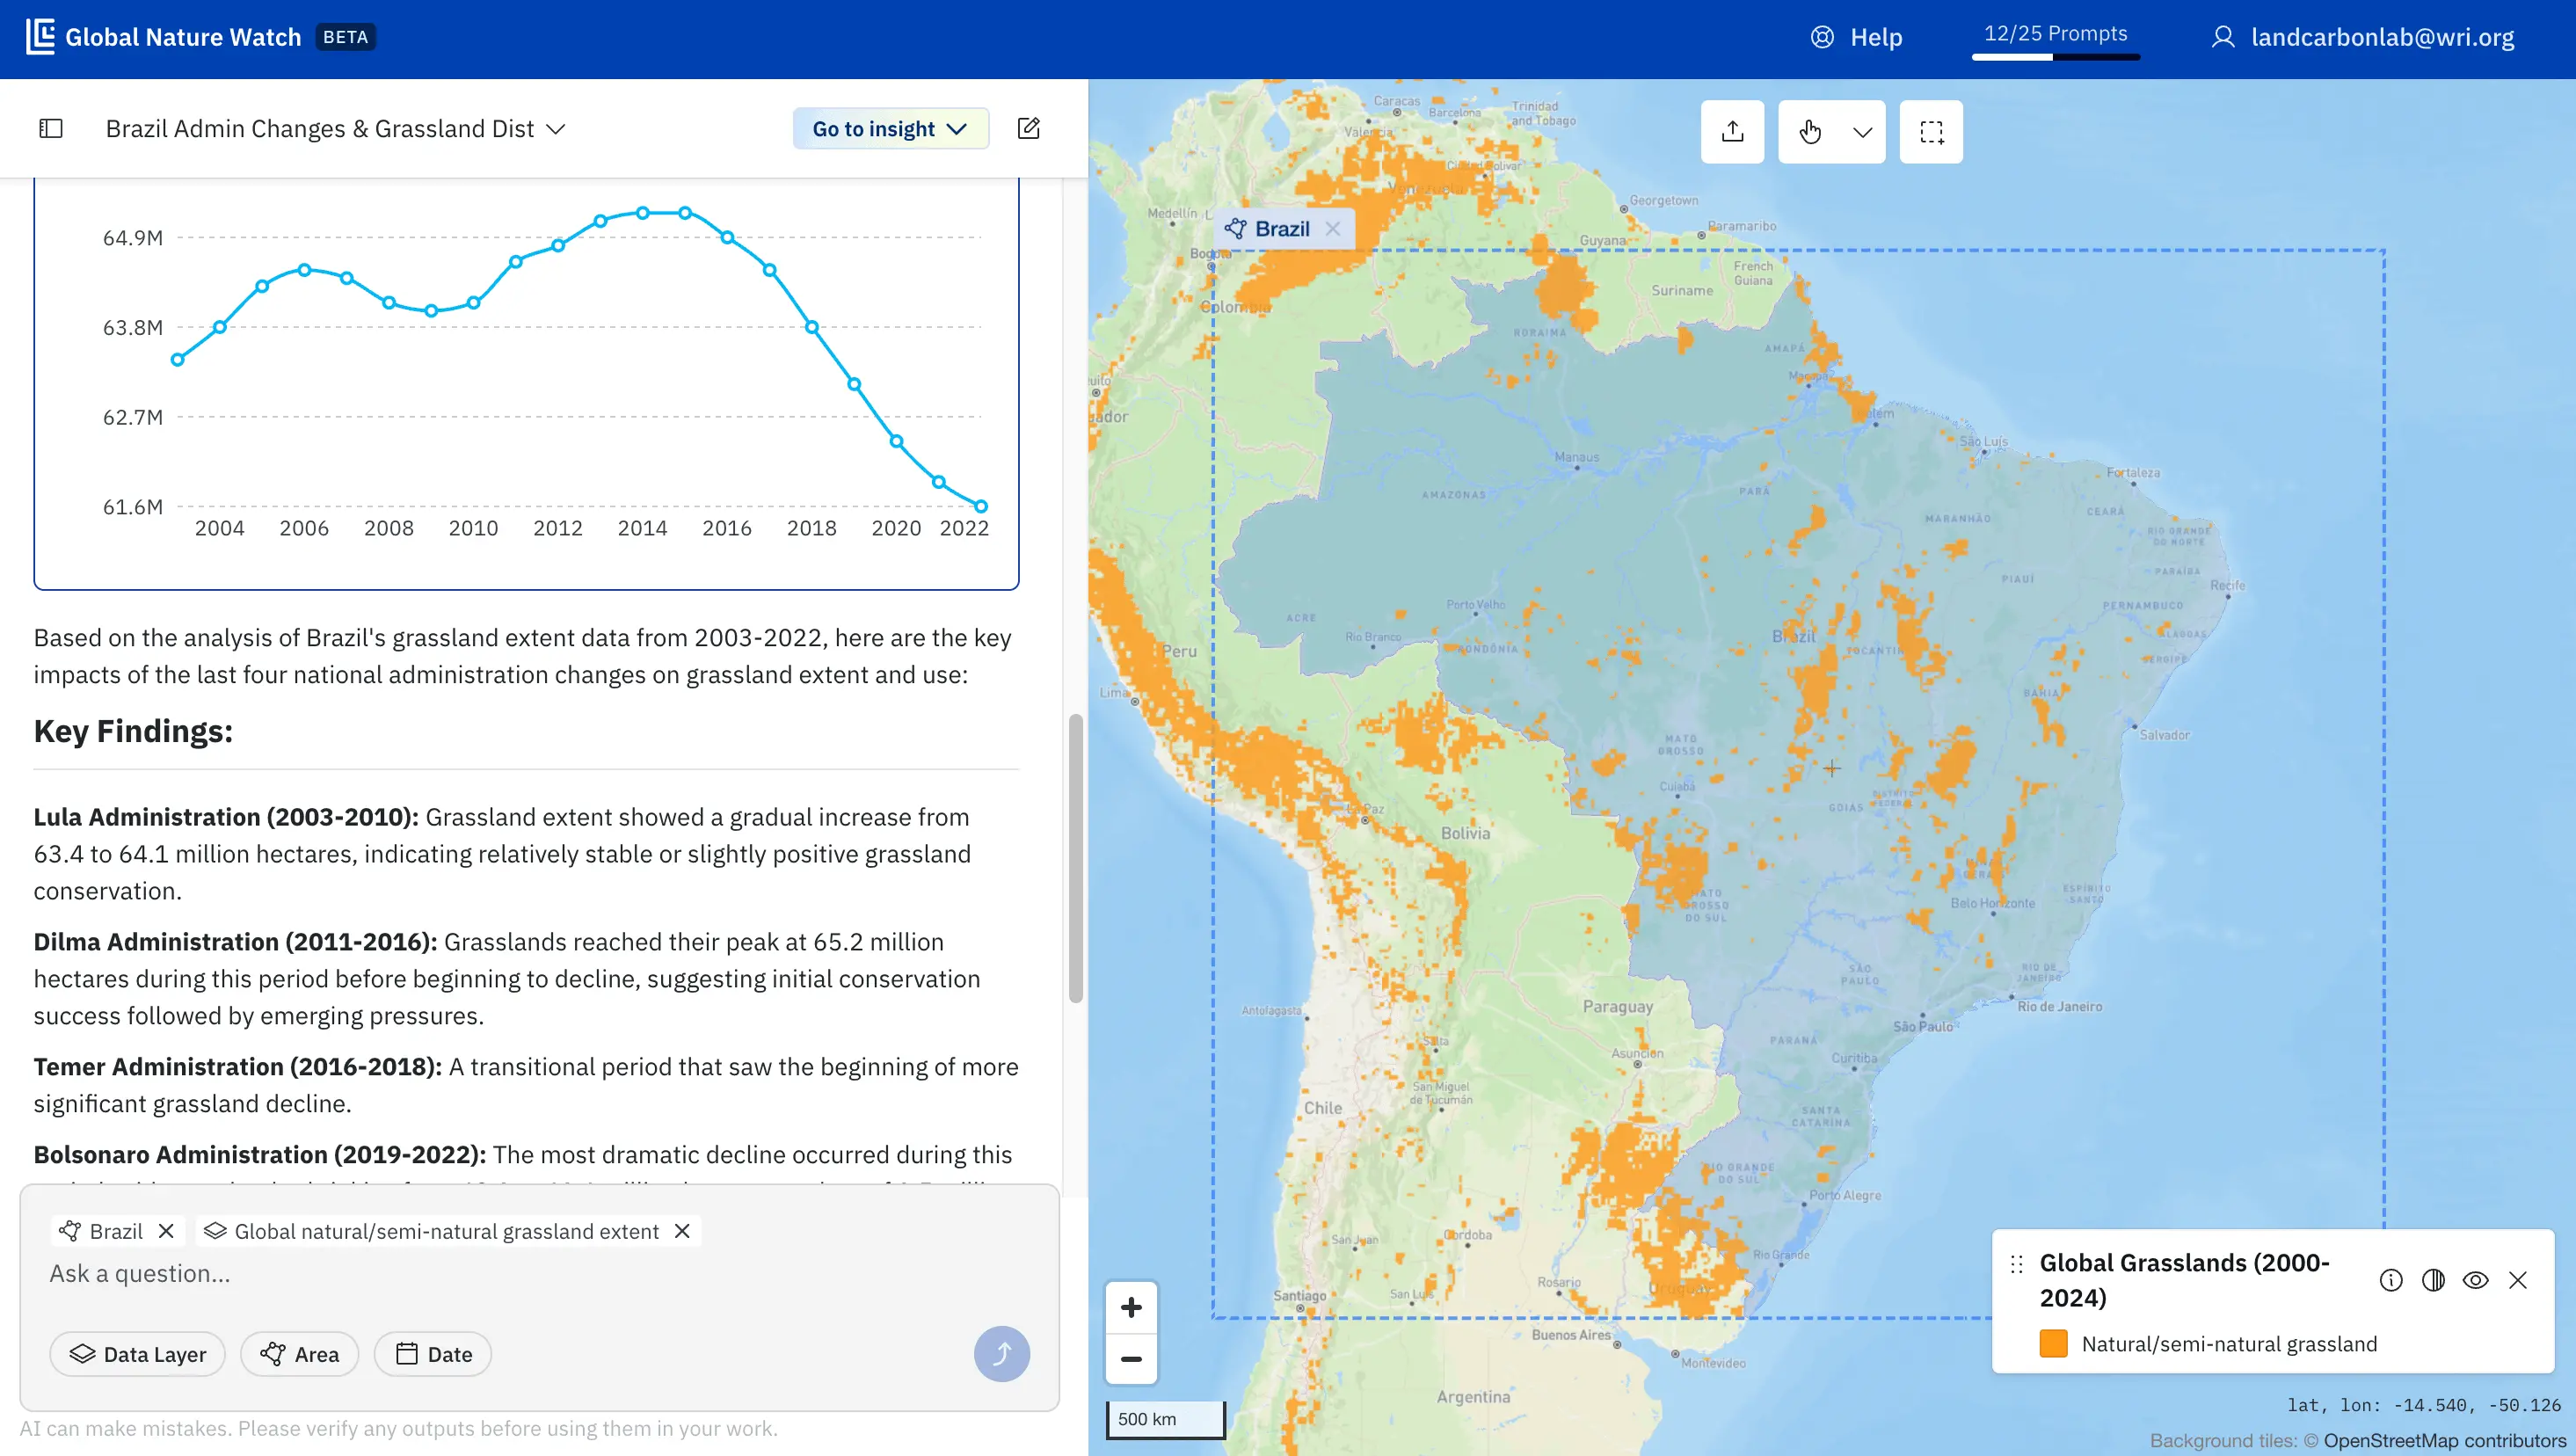 Global Nature Watch BETA
Help
12/25 Prompts
landcarbonlab@wri.org
Brazil Admin Changes & Grassland Dist
Go to insight
64.9M
63.8M
62.7M
61.6M
2004 2006 2008 2010 2012 2014 2016 2018 2020 2022
Based on the analysis of Brazil's grassland extent data from 2003-2022, here are the key
impacts of the last four national administration changes on grassland extent and use:
Key Findings:
Lula Administration (2003-2010): Grassland extent showed a gradual increase from
63.4 to 64.1 million hectares, indicating relatively stable or slightly positive grassland
conservation.
Dilma Administration (2011-2016): Grasslands reached their peak at 65.2 million
hectares during this period before beginning to decline, suggesting initial conservation
success followed by emerging pressures.
Temer Administration (2016-2018): A transitional period that saw the beginning of more
significant grassland decline.
Bolsonaro Administration (2019-2022): The most dramatic decline occurred during this
Brazil
Global natural/semi-natural grassland extent
Ask a question...
Data Layer
Area
Date
AI can make mistakes. Please verify any outputs before using them in your work.
Caracas
Barcelona
Trinidad
and Tobago
Valencia
Ciudad Bolívar
Venezuela
Medellín
Georgetown
Paramaribo
Brazil
Guyana
Bogotá
French
Guiana
Suriname
Colombia
RORAIMA
AMAPÁ
Macapá
Belém
São Luís
Manaus
Fortaleza
AMAZONAS
PARÁ
MARANHÃO
CEARÁ
RIO GRANDE
DO NORTE
PARAÍBA
PIAUÍ
Recife
Porto Velho
PERNAMBUCO
ACRE
Rio Branco
Brazil
ALAGOAS
RONDÔNIA
TOCANTIN
SERGIPE
Peru
Lima
BAHIA
Salvador
MATO
GROSSO
Cuiabá
GOIÁS
DISTRITO
FEDERAL
La Paz
Bolivia
MATO
GROSSO
DO SUL
ESPÍRITO
SANTO
Belo Horizonte
SÃO
PAULO
RIO DE
JANEIRO
Rio de Janeiro
Antofagasta
Paraguay
São Paulo
PARANÁ
Salta
Asunción
Curitiba
San Miguel
de Tucumán
Chile
SANTA
CATARINA
RIO GRANDE
DO SUL
Porto Alegre
San Juan
Cordoba
Rio Grande
Rosario
Uruguay
Santiago
San Luis
Buenos Aires
Montevideo
Argentina
500 km
Global Grasslands (2000-
2024)
Natural/semi-natural grassland
lat, lon: -14.540, -50.126
Background tiles: © OpenStreetMap contributors